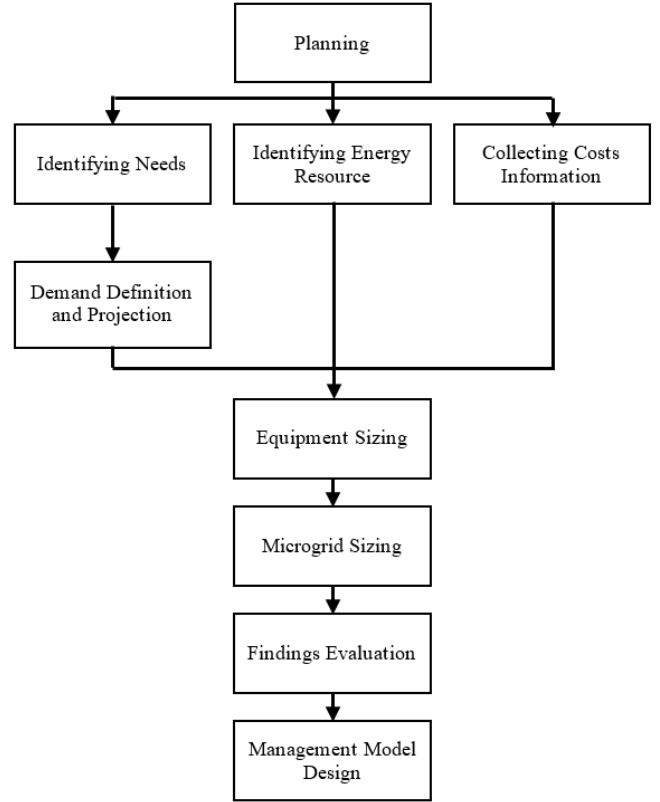 Planning
Identifying Needs
Identifying Energy
Resource
Collecting Costs
Information
Demand Definition
and Projection
Equipment Sizing
Microgrid Sizing
Findings Evaluation
Management Model
Design